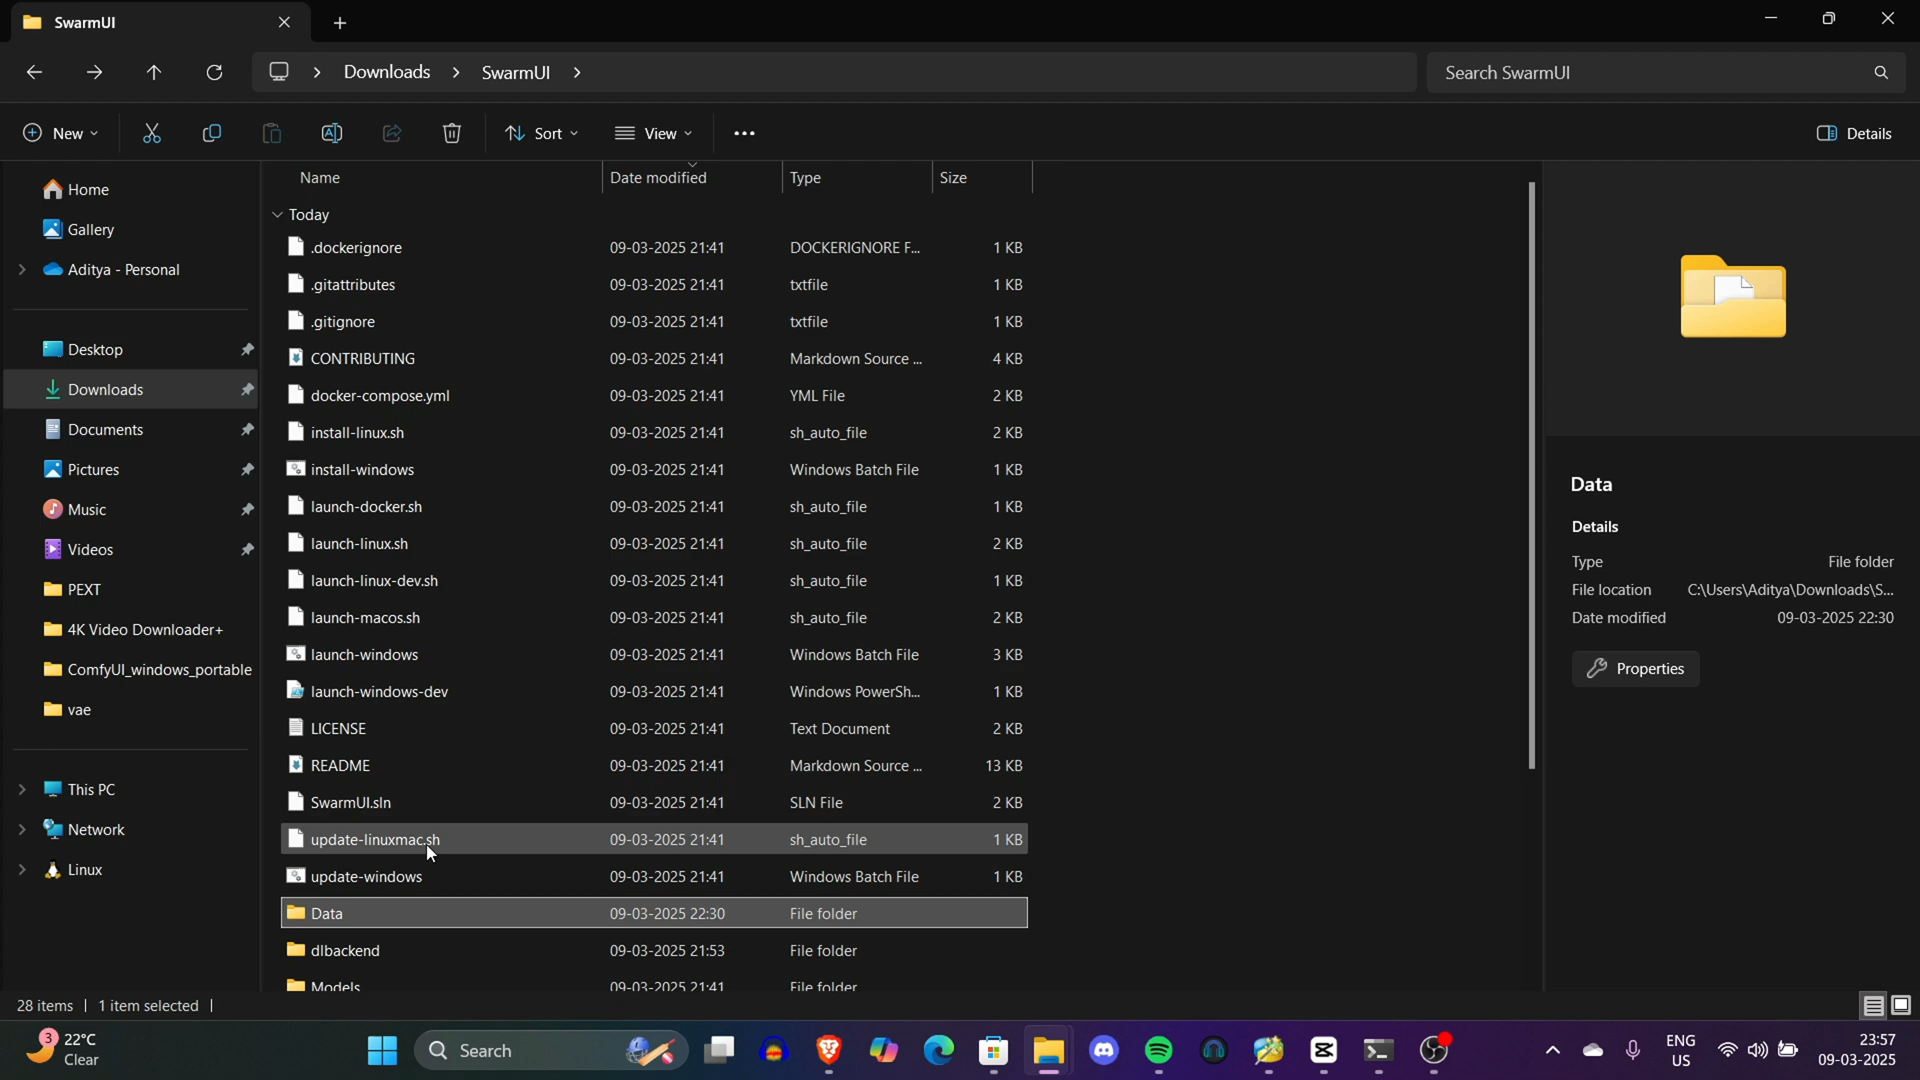 SwarmUI
Downloads
SwarmUI
Search SwarmUI
New
Sort
View
Details
Home
Gallery
Aditya - Personal
Desktop
Downloads
Documents
Pictures
Music
Videos
PEXT
4K Video Downloader+
ComfyUI_windows_portable
vae
This PC
Network
Linux
Name Date modified Type Size
Today
.dockerignore 09-03-2025 21:41 DOCKERIGNORE F... 1 KB
.gitattributes 09-03-2025 21:41 txtfile 1 KB
.gitignore 09-03-2025 21:41 txtfile 1 KB
CONTRIBUTING 09-03-2025 21:41 Markdown Source ... 4 KB
docker-compose.yml 09-03-2025 21:41 YML File 2 KB
install-linux.sh 09-03-2025 21:41 sh_auto_file 2 KB
install-windows 09-03-2025 21:41 Windows Batch File 1 KB
launch-docker.sh 09-03-2025 21:41 sh_auto_file 1 KB
launch-linux.sh 09-03-2025 21:41 sh_auto_file 2 KB
launch-linux-dev.sh 09-03-2025 21:41 sh_auto_file 1 KB
launch-macos.sh 09-03-2025 21:41 sh_auto_file 2 KB
launch-windows 09-03-2025 21:41 Windows Batch File 3 KB
launch-windows-dev 09-03-2025 21:41 Windows PowerSh... 1 KB
LICENSE 09-03-2025 21:41 Text Document 2 KB
README 09-03-2025 21:41 Markdown Source ... 13 KB
SwarmUI.sln 09-03-2025 21:41 SLN File 2 KB
update-linuxmac.sh 09-03-2025 21:41 sh_auto_file 1 KB
update-windows 09-03-2025 21:41 Windows Batch File 1 KB
Data 09-03-2025 22:30 File folder
dlbackend 09-03-2025 21:53 File folder
Models 09-03-2025 21:41 File folder
Data
Details
Type File folder
File location C:\Users\Aditya\Downloads\S...
Date modified 09-03-2025 22:30
Properties
28 items | 1 item selected |
3
22°C
Clear
Search
ENG
US
23:57
09-03-2025